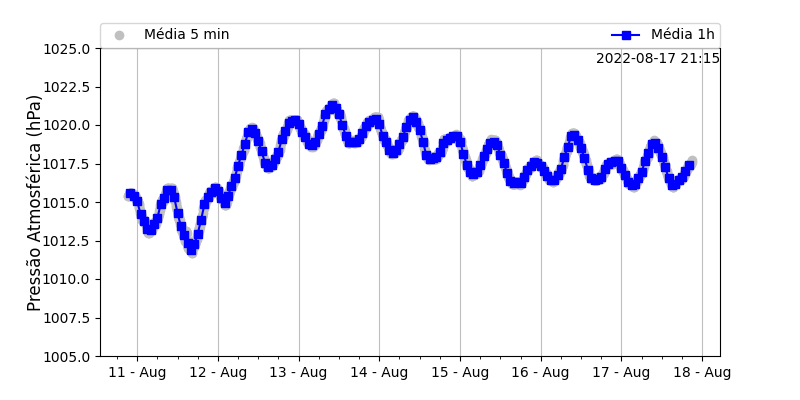 Média 5 min
Média 1h
2022-08-17 21:15
Pressão Atmosférica (hPa)
1025.0
1022.5
1020.0
1017.5
1015.0
1012.5
1010.0
1007.5
1005.0
11 - Aug
12 - Aug
13 - Aug
14 - Aug
15 - Aug
16 - Aug
17 - Aug
18 - Aug